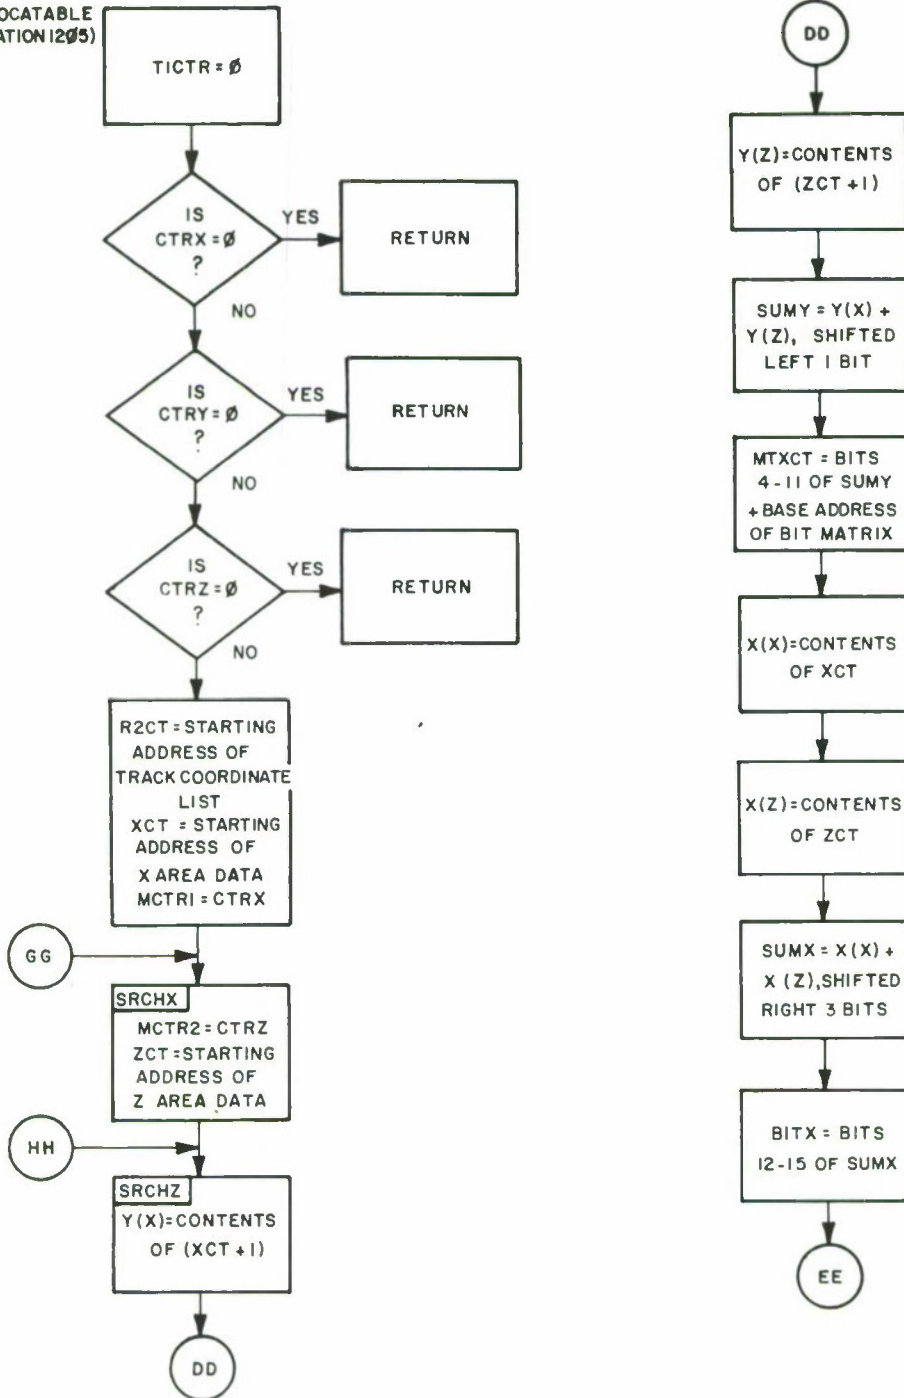 OCATABLE
ATION 12Ø5)
TICTR = Ø
IS
CTRX = Ø
?
YES
RETURN
NO
IS
CTRY = Ø
?
YES
RETURN
NO
IS
CTRZ = Ø
?
YES
RETURN
NO
R2CT = STARTING
ADDRESS OF
TRACK COORDINATE
LIST
XCT = STARTING
ADDRESS OF
X AREA DATA
MCTR1 = CTRX
GG
SRCHX
MCTR2 = CTRZ
ZCT = STARTING
ADDRESS OF
Z AREA DATA
HH
SRCHZ
Y(X) = CONTENTS
OF (XCT + 1)
DD
DD
Y(Z) = CONTENTS
OF (ZCT + 1)
SUMY = Y(X) +
Y(Z), SHIFTED
LEFT 1 BIT
MTXCT = BITS
4-11 OF SUMY
+ BASE ADDRESS
OF BIT MATRIX
X(X) = CONTENTS
OF XCT
X(Z) = CONTENTS
OF ZCT
SUMX = X(X) +
X(Z), SHIFTED
RIGHT 3 BITS
BITX = BITS
12-15 OF SUMX
EE